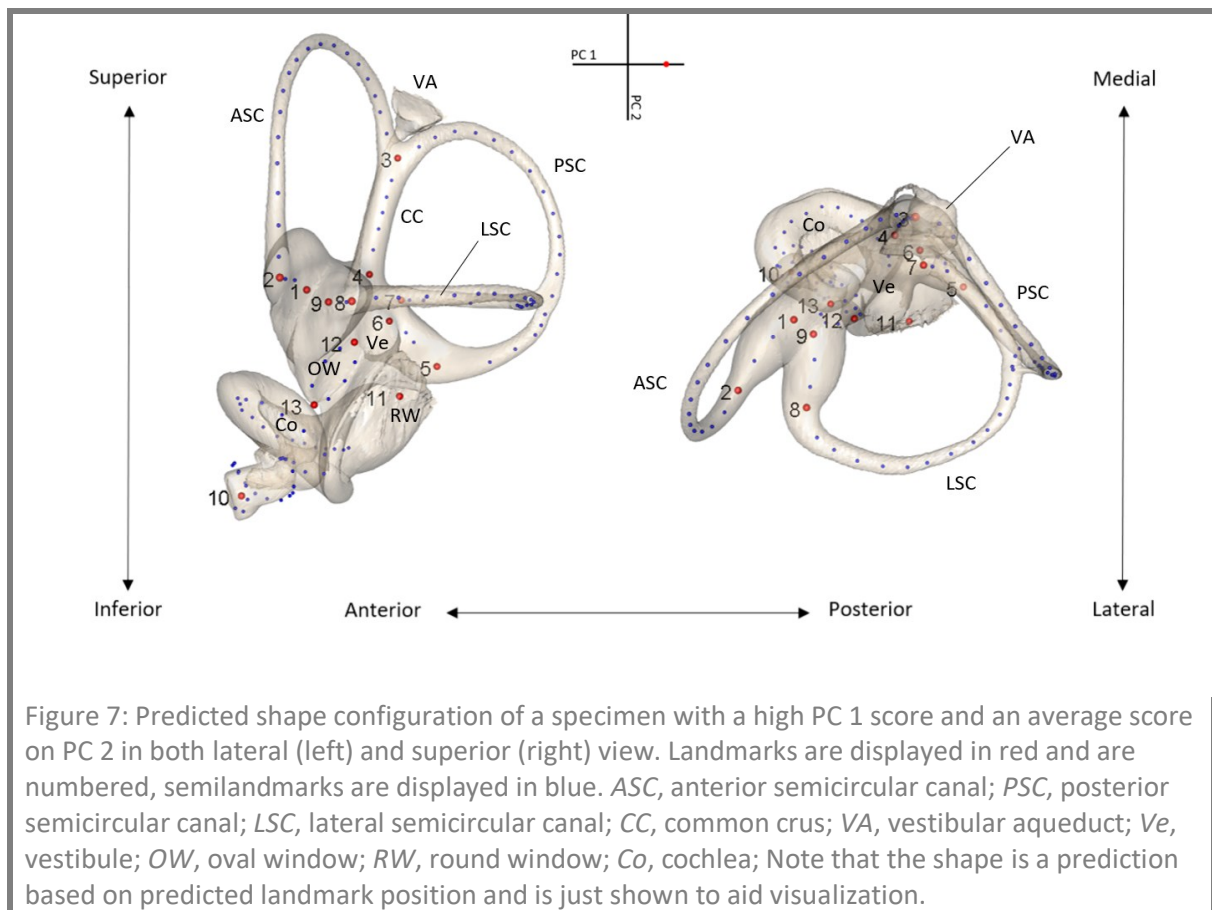 PC 1
PC 2
Superior
Medial
VA
ASC
VA
3
PSC
CC
LSC
Co
3
4
6
7
2
4
10
Ve
5
PSC
1
9
8
7
13
6
1
12
11
12
Ve
9
OW
5
ASC
2
11
RW
8
13
Co
LSC
10
Inferior
Anterior
Posterior
Lateral
Figure 7: Predicted shape configuration of a specimen with a high PC 1 score and an average score
on PC 2 in both lateral (left) and superior (right) view. Landmarks are displayed in red and are
numbered, semilandmarks are displayed in blue. ASC, anterior semicircular canal; PSC, posterior
semicircular canal; LSC, lateral semicircular canal; CC, common crus; VA, vestibular aqueduct; Ve,
vestibule; OW, oval window; RW, round window; Co, cochlea; Note that the shape is a prediction
based on predicted landmark position and is just shown to aid visualization.